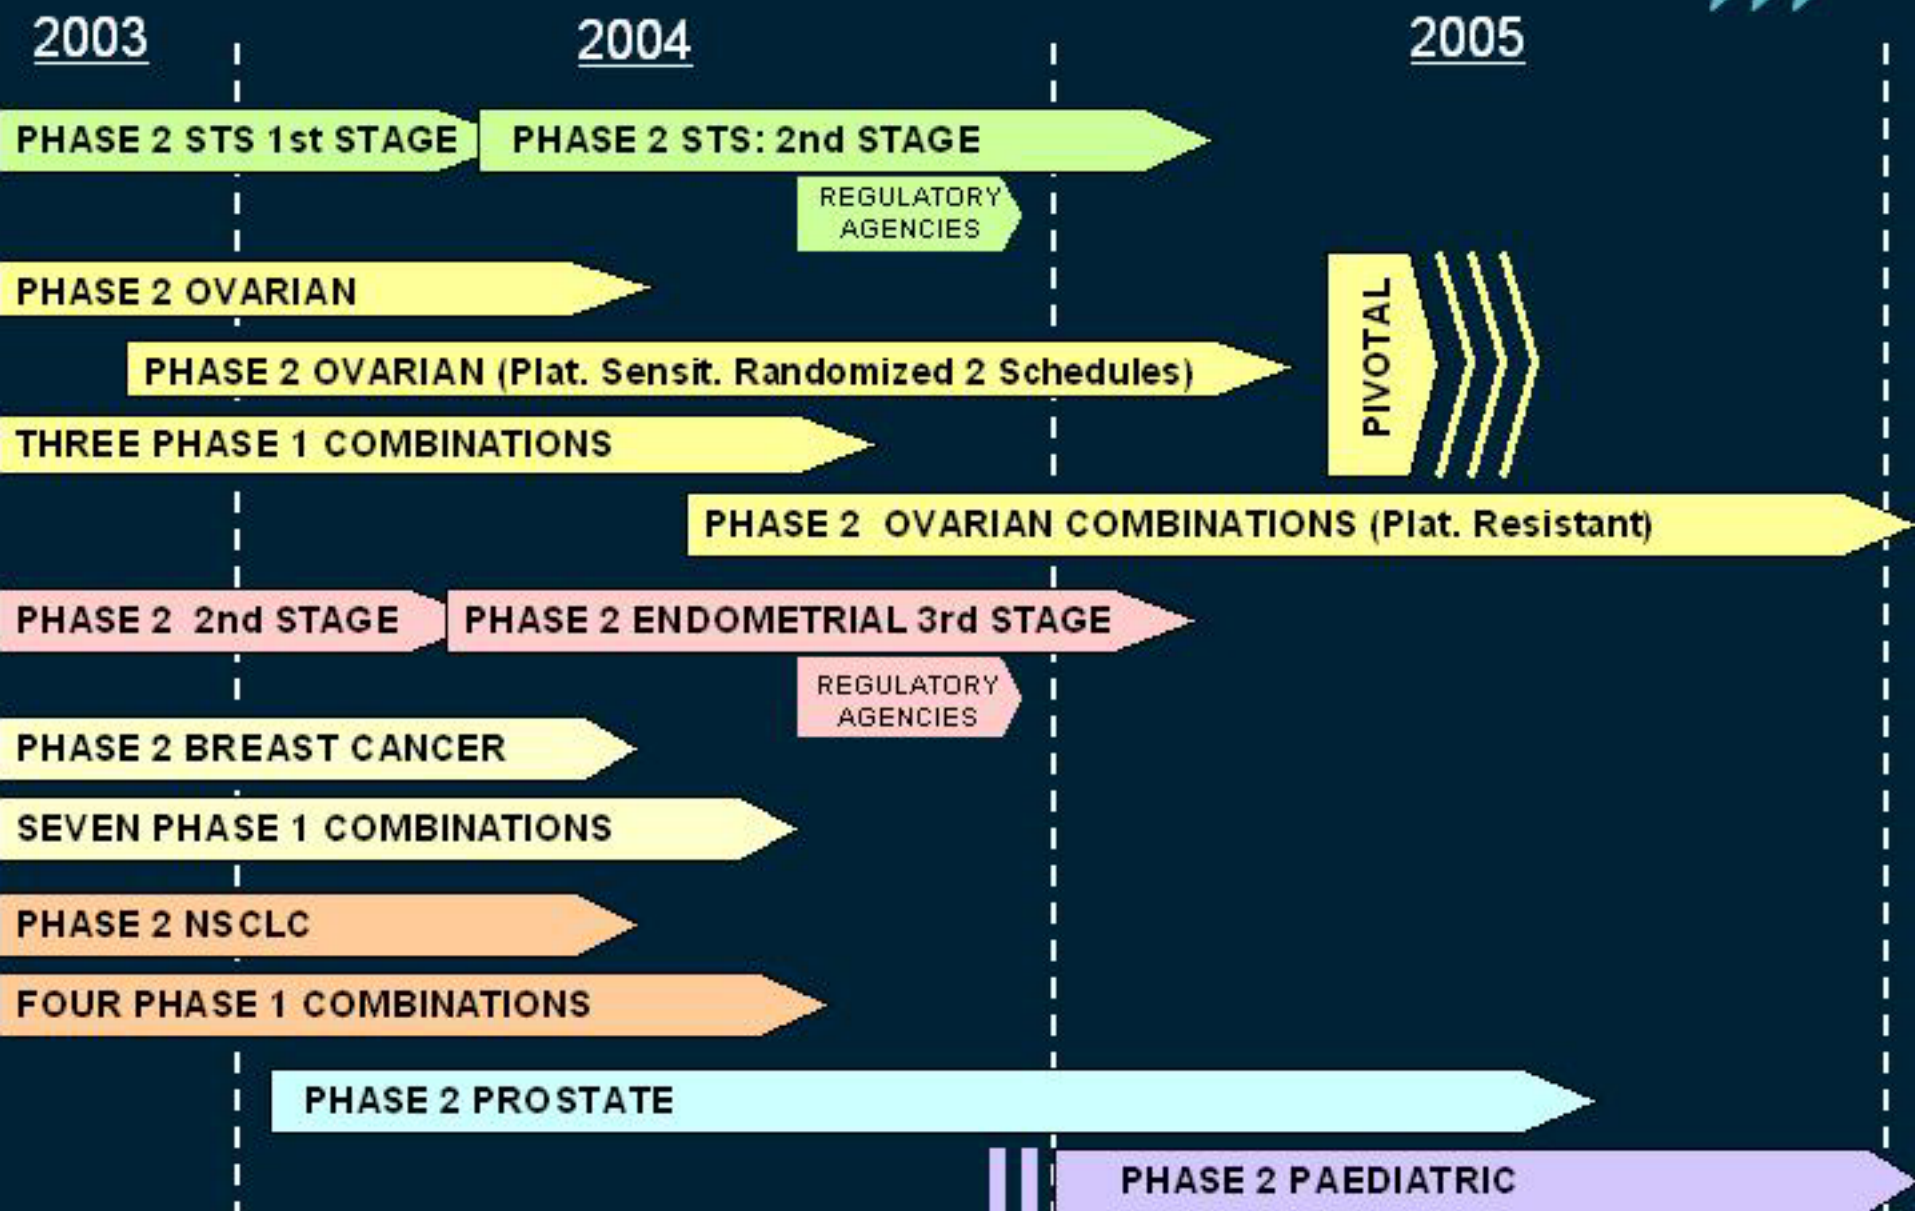 2003
2004
2005
PHASE 2 STS 1st STAGE
PHASE 2 STS: 2nd STAGE
REGULATORY
AGENCIES
PHASE 2 OVARIAN
PIVOTAL
PHASE 2 OVARIAN (Plat. Sensit. Randomized 2 Schedules)
THREE PHASE 1 COMBINATIONS
PHASE 2 OVARIAN COMBINATIONS (Plat. Resistant)
PHASE 2 2nd STAGE
PHASE 2 ENDOMETRIAL 3rd STAGE
REGULATORY
AGENCIES
PHASE 2 BREAST CANCER
SEVEN PHASE 1 COMBINATIONS
PHASE 2 NSCLC
FOUR PHASE 1 COMBINATIONS
PHASE 2 PROSTATE
PHASE 2 PAEDIATRIC